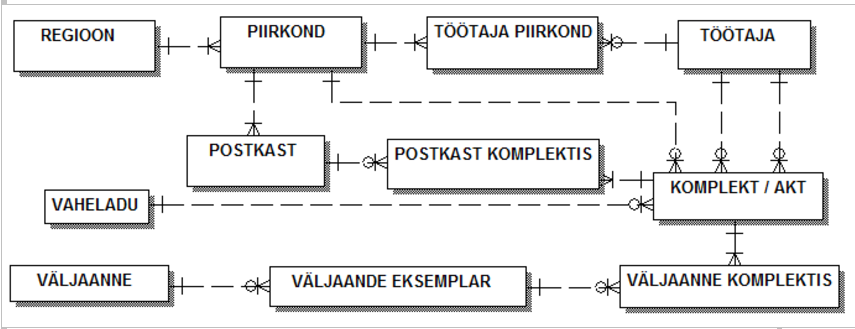 REGIOON
PIIRKOND
TÖÖTAJA PIIRKOND
TÖÖTAJA
POSTKAST
POSTKAST KOMPLEKTIS
KOMPLEKT / AKT
VAHELADU
VÄLJAANNE
VÄLJAANDE EKSEMPLAR
VÄLJAANNE KOMPLEKTIS